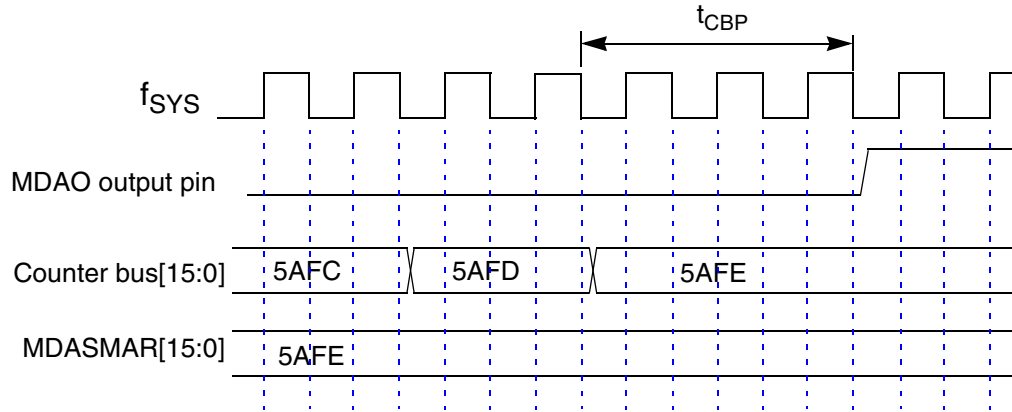 tCBP
fSYS
MDAO output pin
Counter bus[15:0]
5AFC
5AFD
5AFE
MDASMAR[15:0]
5AFE